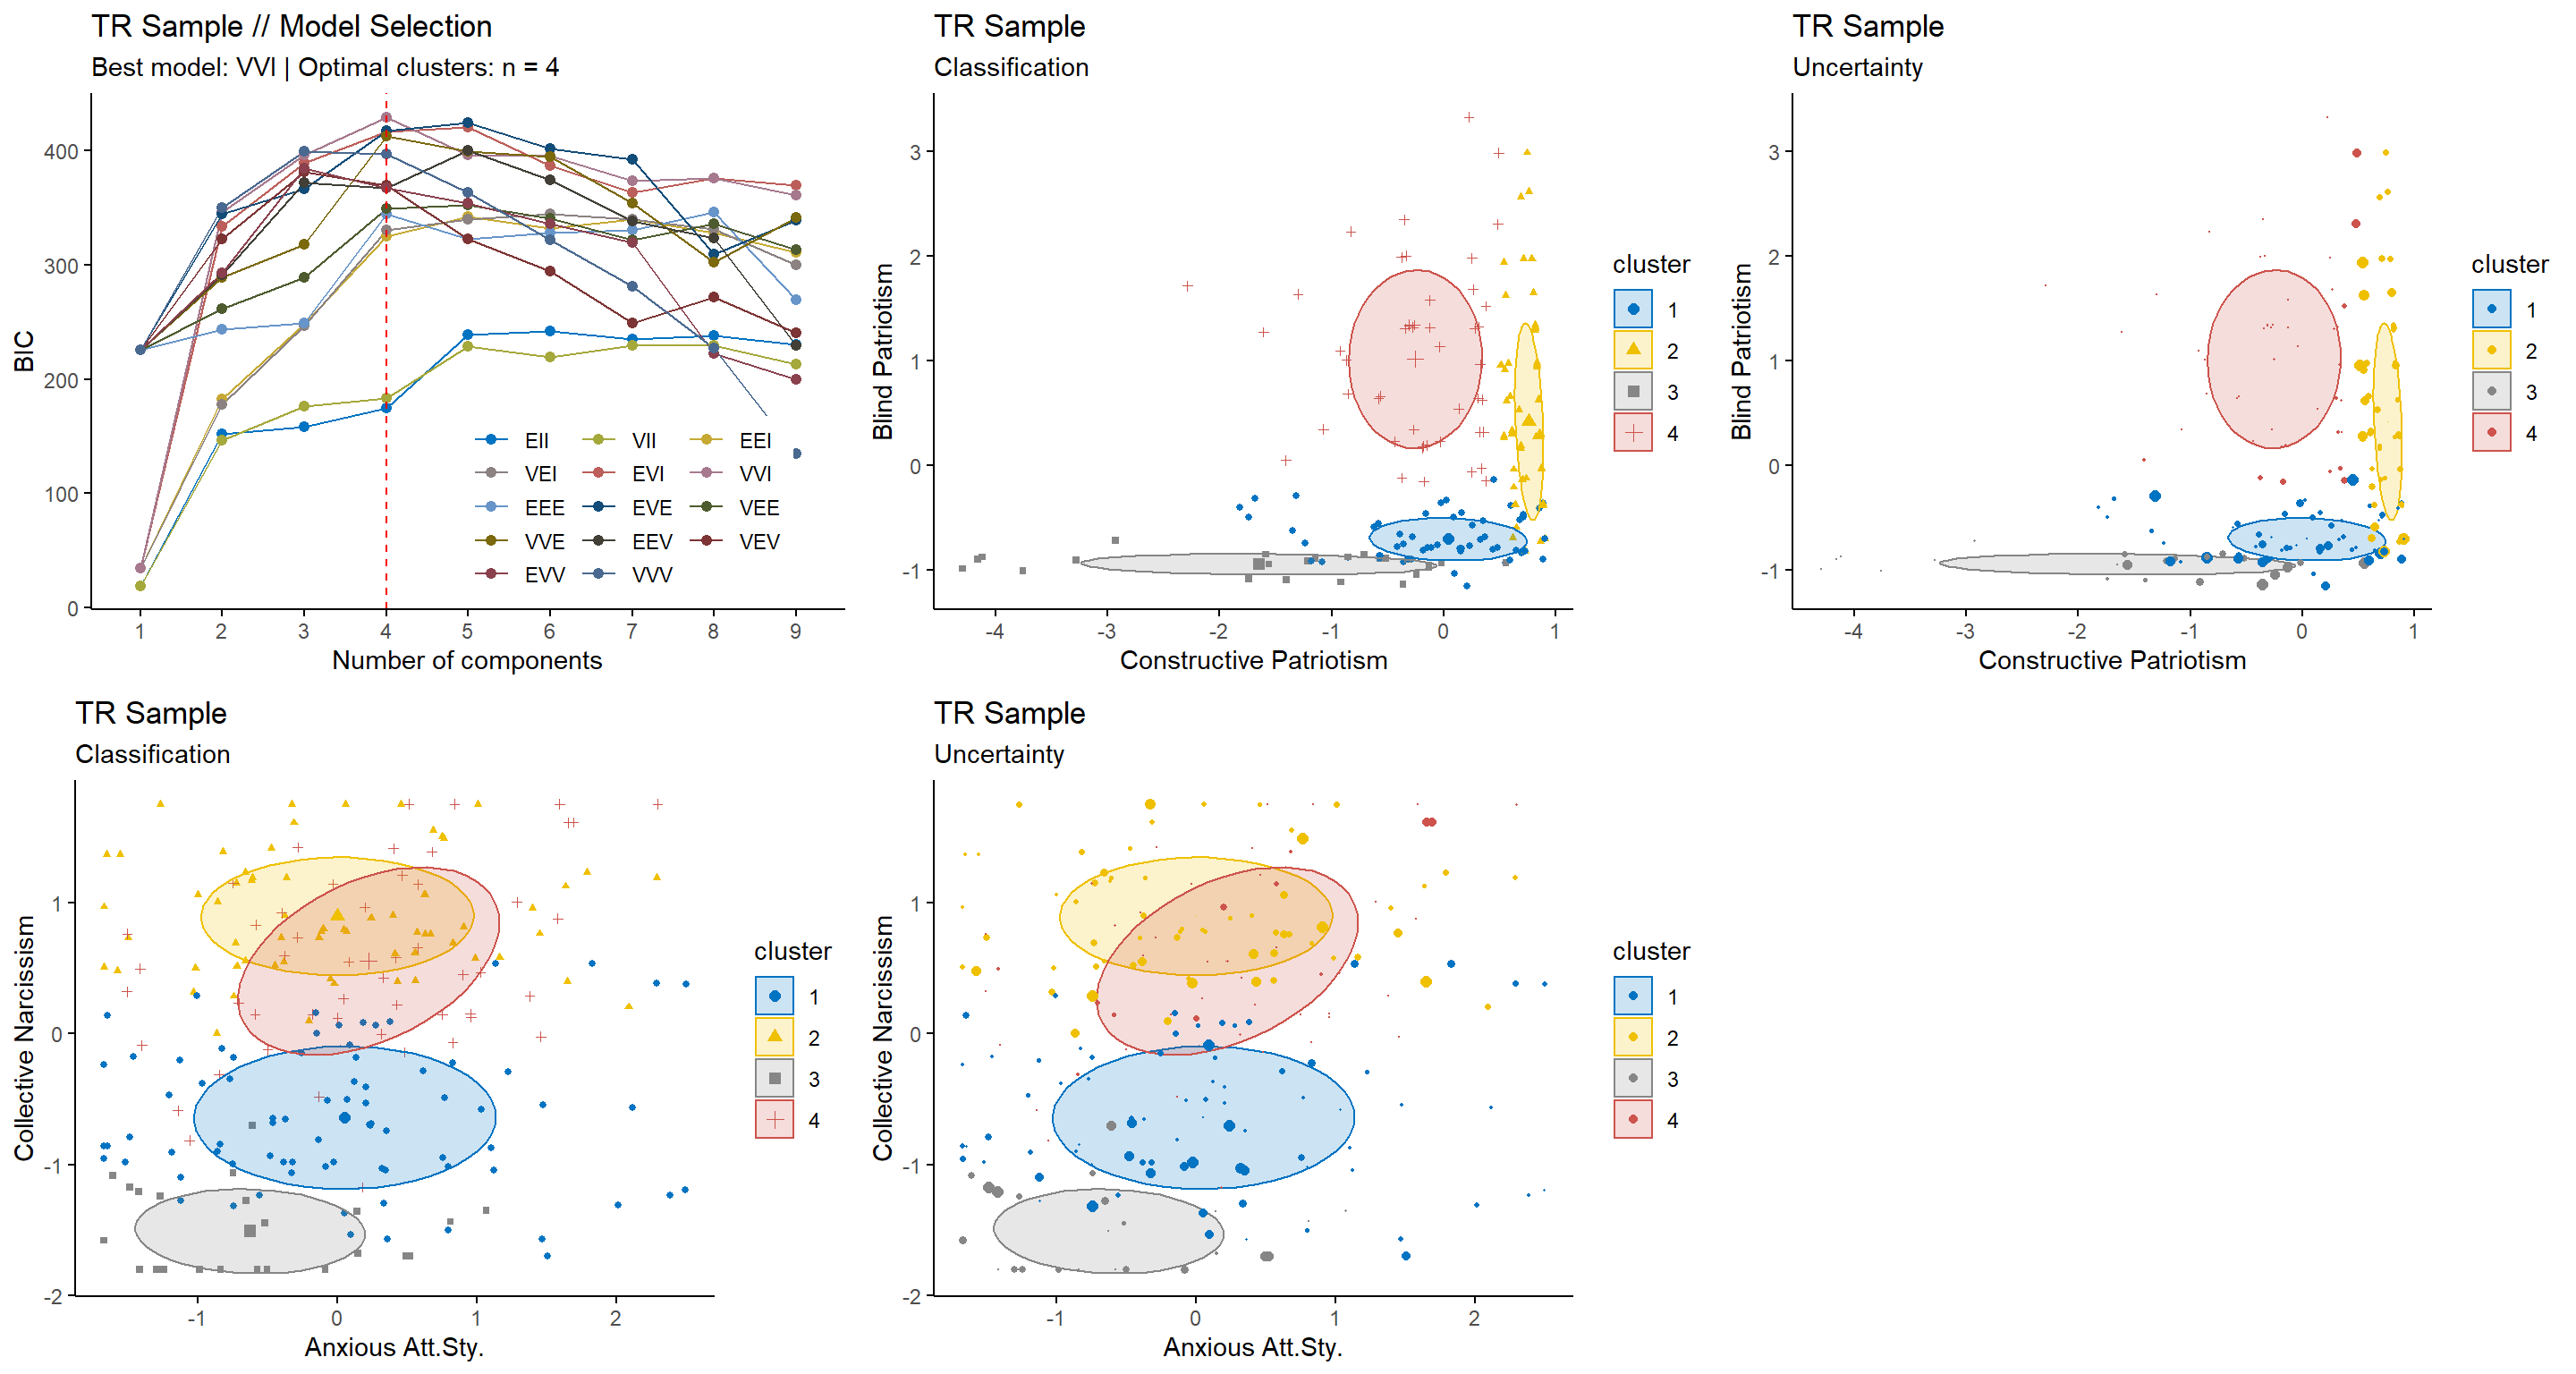 TR Sample // Model Selection
Best model: VVI | Optimal clusters: n = 4
BIC
400
300
200
100
0
1 2 3 4 5 6 7 8 9
Number of components
EII VII EEI
VEI EVI VVI
EEE EVE VEE
VVE EEV VEV
EVV VVV
TR Sample
Classification
Blind Patriotism
3
2
1
0
-1
-4 -3 -2 -1 0 1
Constructive Patriotism
cluster
1
2
3
4
TR Sample
Uncertainty
Blind Patriotism
3
2
1
0
-1
-4 -3 -2 -1 0 1
Constructive Patriotism
cluster
1
2
3
4
TR Sample
Classification
Collective Narcissism
1
0
-1
-2
-1 0 1 2
Anxious Att.Sty.
cluster
1
2
3
4
TR Sample
Uncertainty
Collective Narcissism
1
0
-1
-2
-1 0 1 2
Anxious Att.Sty.
cluster
1
2
3
4